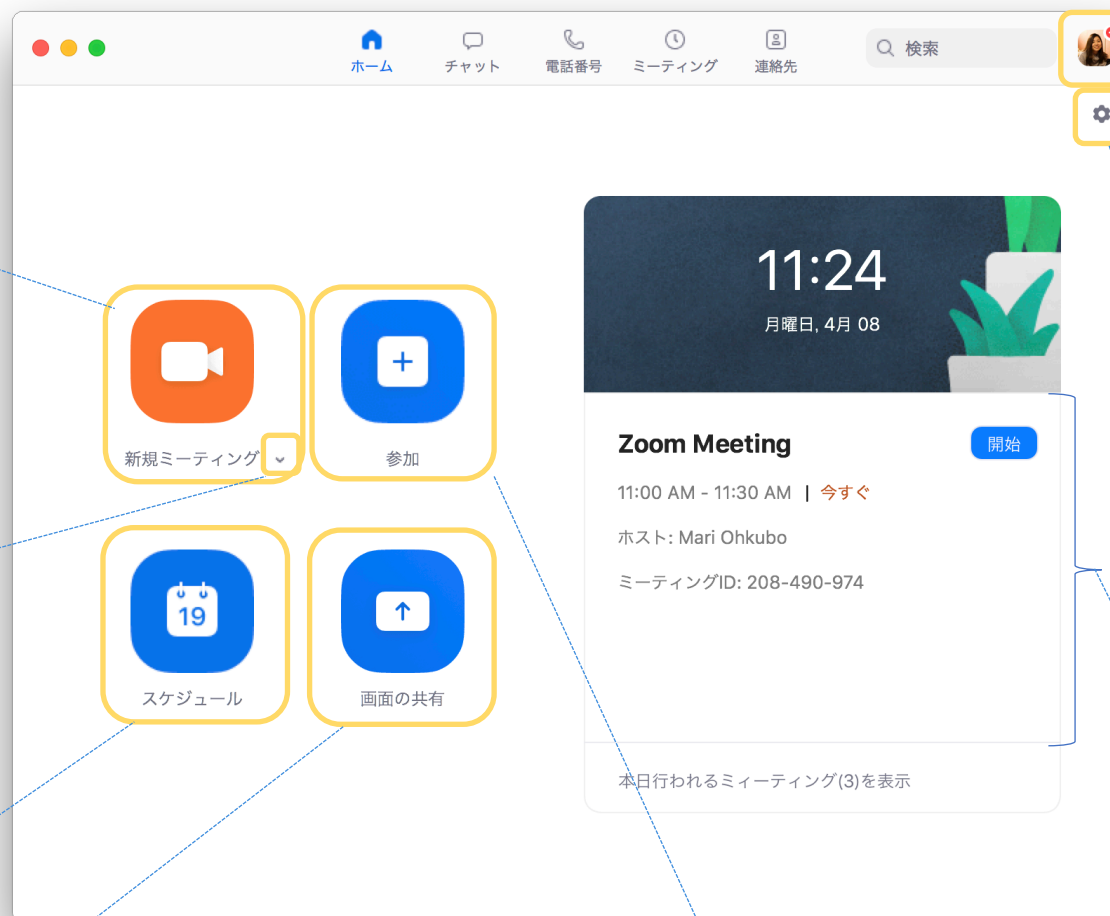 ホーム
チャット
電話番号
ミーティング
連絡先
検索
11:24
月曜日, 4月 08
新規ミーティング
参加
Zoom Meeting
開始
11:00 AM - 11:30 AM | 今すぐ
ホスト: Mari Ohkubo
ミーティングID: 208-490-974
19
スケジュール
画面の共有
本日行われるミィーティング(3)を表示